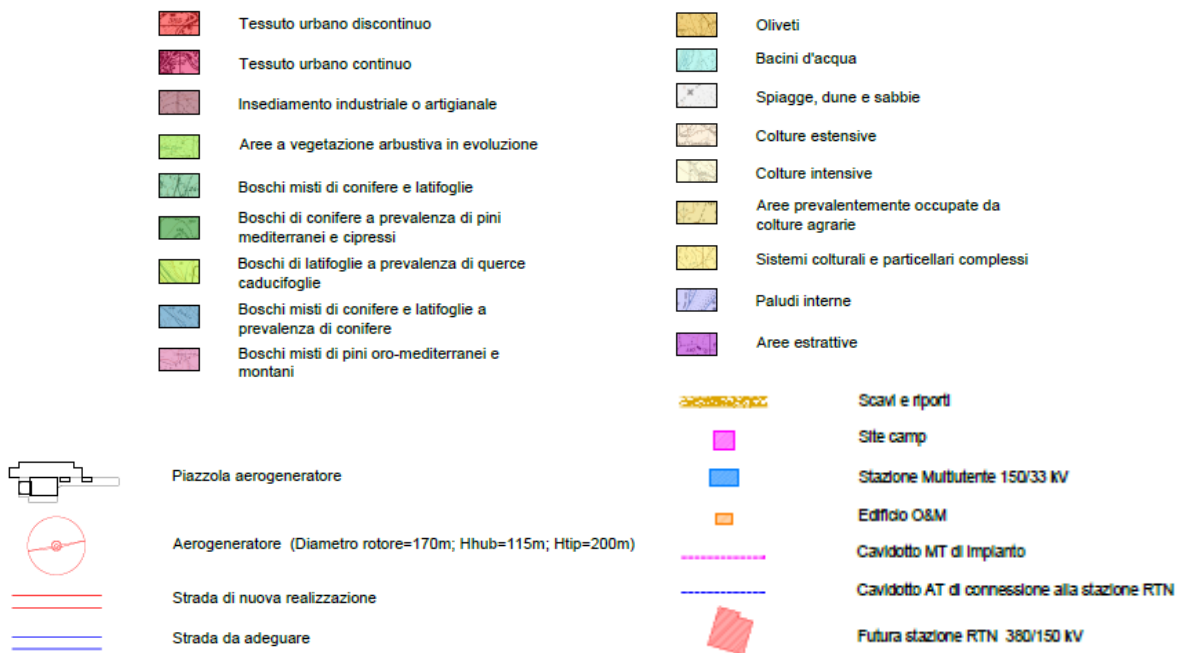 Tessuto urbano discontinuo
Tessuto urbano continuo
Insediamento industriale o artigianale
Aree a vegetazione arbustiva in evoluzione
Boschi misti di conifere e latifoglie
Boschi di conifere a prevalenza di pini
mediterranei e cipressi
Boschi di latifoglie a prevalenza di querce
caducifoglie
Boschi misti di conifere e latifoglie a
prevalenza di conifere
Boschi misti di pini oro-mediterranei e
montani
Oliveti
Bacini d'acqua
Spiagge, dune e sabbie
Colture estensive
Colture intensive
Aree prevalentemente occupate da
colture agrarie
Sistemi colturali e particellari complessi
Paludi interne
Aree estrattive
Piazzola aerogeneratore
Aerogeneratore (Diametro rotore=170m; Hhub=115m; Htip=200m)
Strada di nuova realizzazione
Strada da adeguare
Scavi e riporti
Site camp
Stazione Multiutente 150/33 kV
Edificio O&M
Cavidotto MT di impianto
Cavidotto AT di connessione alla stazione RTN
Futura stazione RTN 380/150 kV